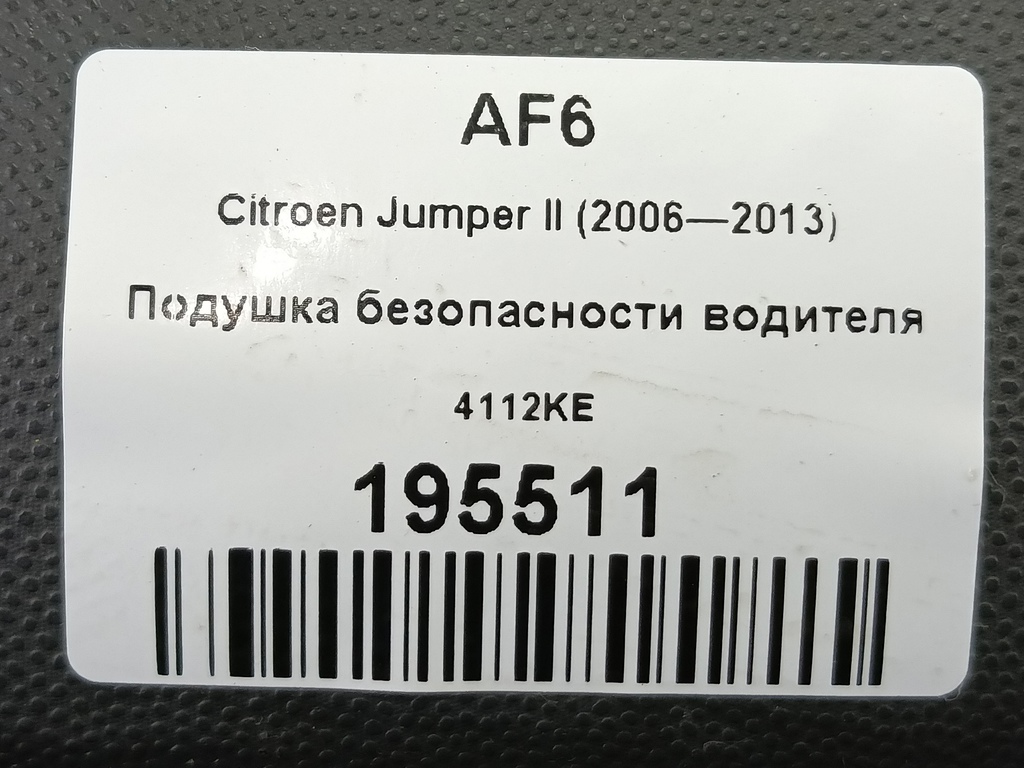 AF6
Citroen Jumper II (2006—2013)
Подушка безопасности водителя
4112KE
195511